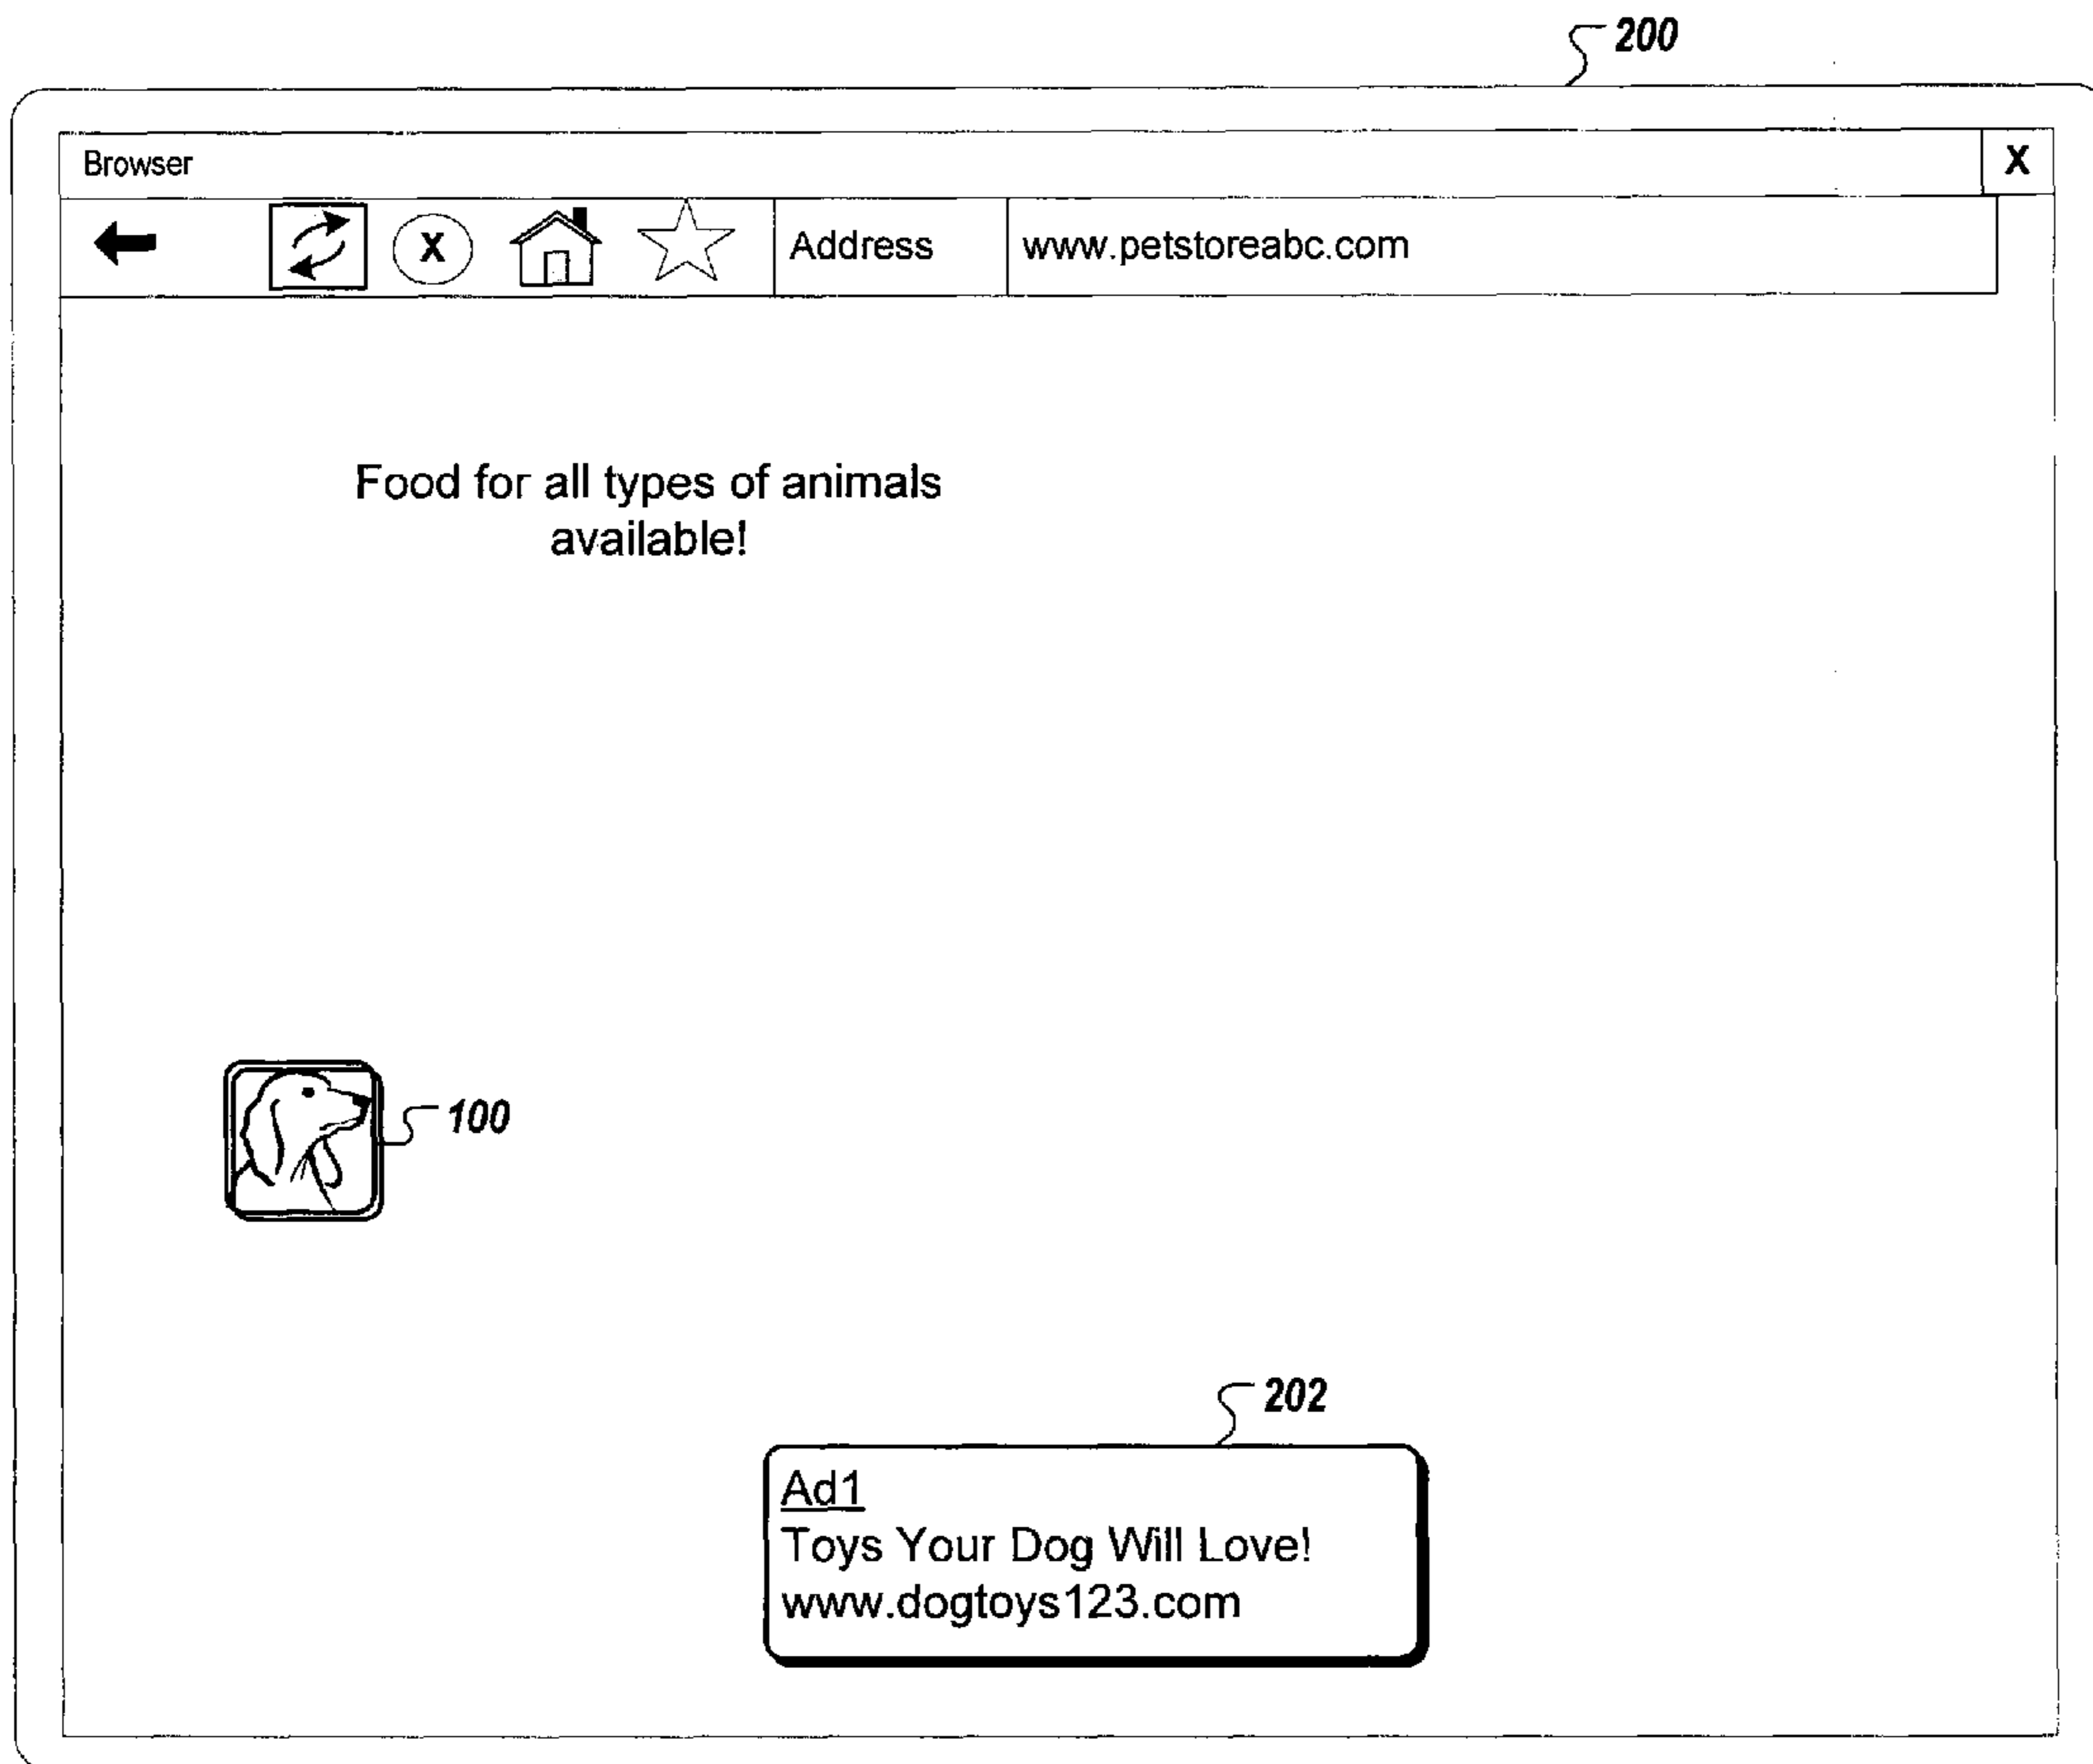 200
Browser X
X Address www.petstoreabc.com
Food for all types of animals
available!
100
202
Ad1
Toys Your Dog Will Love!
www.dogtoys123.com